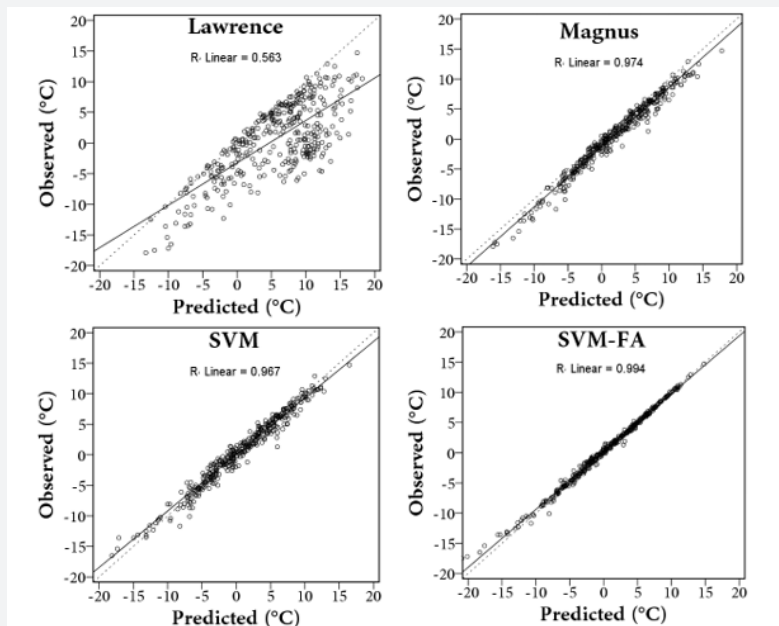 Lawrence
R· Linear = 0.563
20
15
10
5
0
-5
-10
-15
-20
Observed (°C)
-20 -15 -10 -5 0 5 10 15 20
Predicted (°C)
Magnus
R· Linear = 0.974
20
15
10
5
0
-5
-10
-15
-20
Observed (°C)
-20 -15 -10 -5 0 5 10 15 20
Predicted (°C)
SVM
R· Linear = 0.967
20
15
10
5
0
-5
-10
-15
-20
Observed (°C)
-20 -15 -10 -5 0 5 10 15 20
Predicted (°C)
SVM-FA
R· Linear = 0.994
20
15
10
5
0
-5
-10
-15
-20
Observed (°C)
-20 -15 -10 -5 0 5 10 15 20
Predicted (°C)